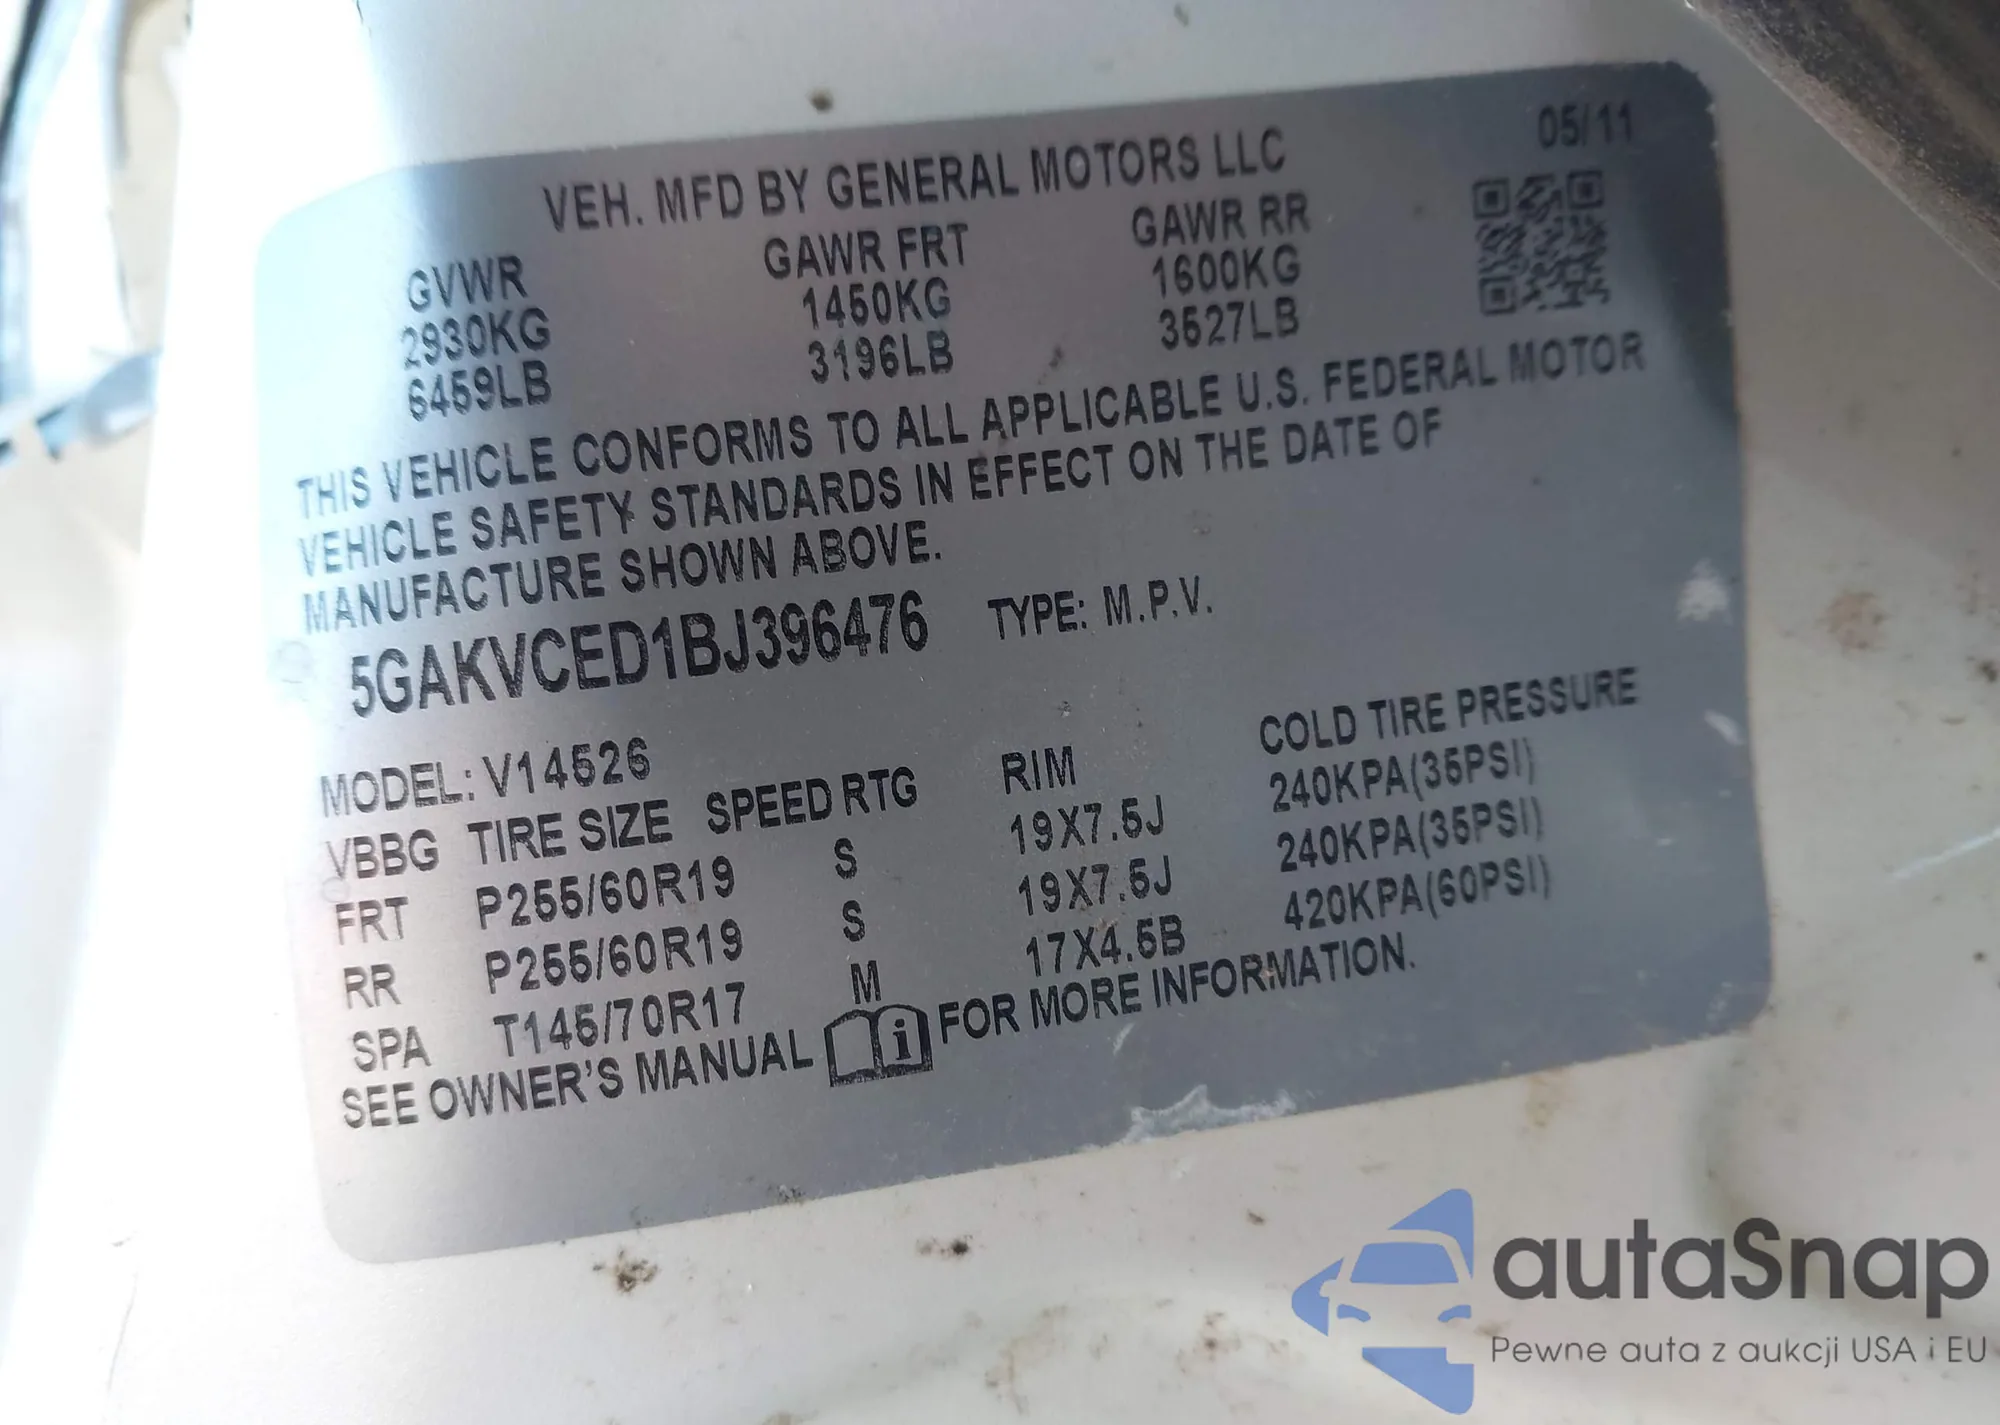 05/11
VEH. MFD BY GENERAL MOTORS LLC
GVWR GAWR FRT GAWR RR
2930KG 1450KG 1600KG
6459LB 3196LB 3527LB
THIS VEHICLE CONFORMS TO ALL APPLICABLE U.S. FEDERAL MOTOR
VEHICLE SAFETY STANDARDS IN EFFECT ON THE DATE OF
MANUFACTURE SHOWN ABOVE.
5GAKVCED1BJ396476 TYPE: M.P.V.
MODEL: V14526
VBBG TIRE SIZE SPEED RTG RIM COLD TIRE PRESSURE
FRT P255/60R19 S 19X7.5J 240KPA(35PSI)
RR P255/60R19 S 19X7.5J 240KPA(35PSI)
SPA T145/70R17 M 17X4.5B 420KPA(60PSI)
SEE OWNER'S MANUAL i FOR MORE INFORMATION.
autaSnap
Pewne auta z aukcji USA i EU